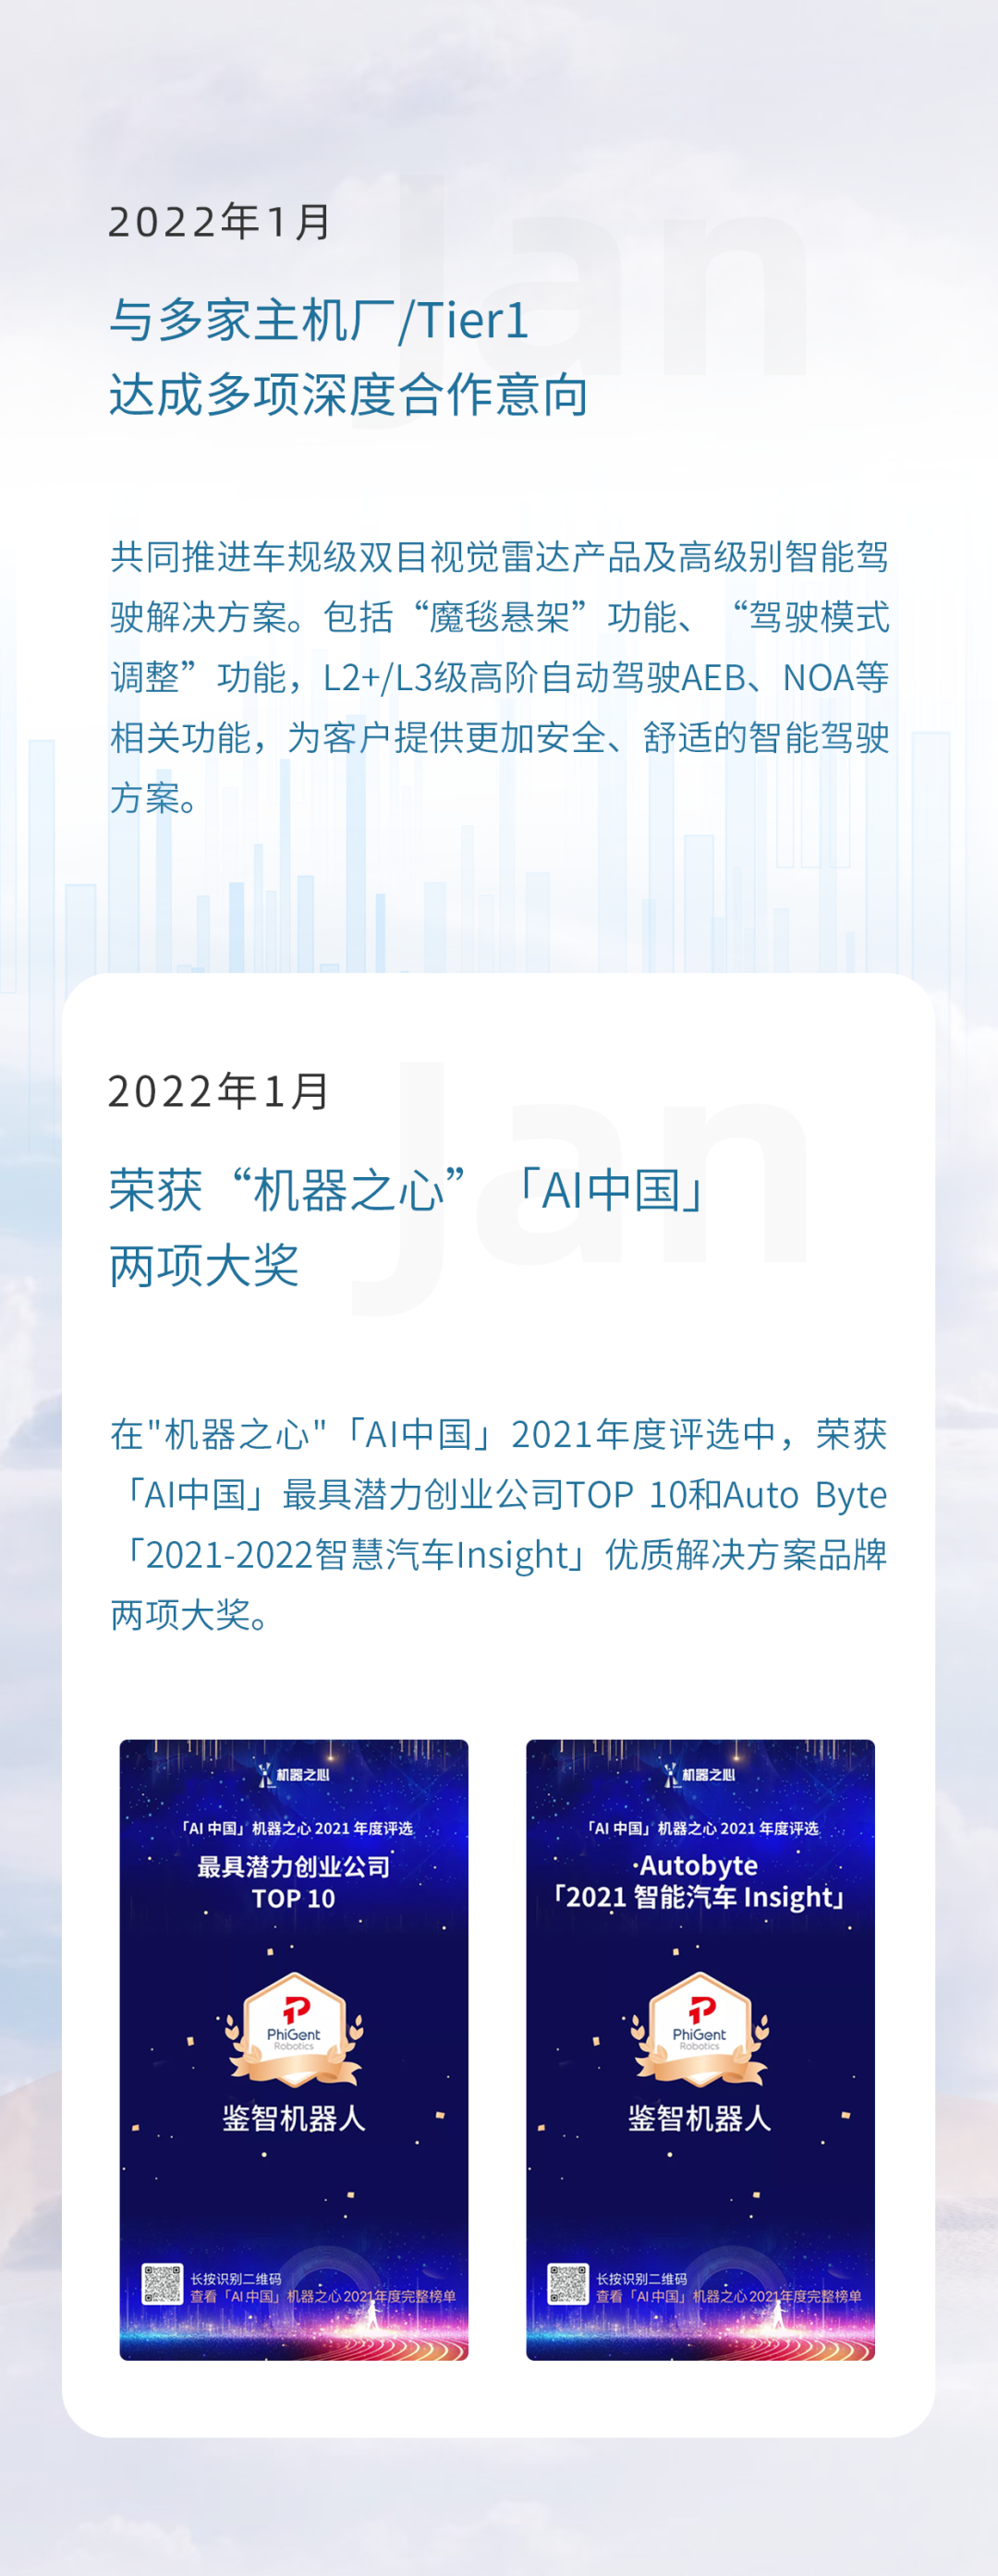 Jan
2022年1月
与多家主机厂/Tier1
达成多项深度合作意向
共同推进车规级双目视觉雷达产品及高级别智能驾
驶解决方案。包括“魔毯悬架”功能、“驾驶模式
调整”功能，L2+/L3级高阶自动驾驶AEB、NOA等
相关功能，为客户提供更加安全、舒适的智能驾驶
方案。
Jan
2022年1月
荣获“机器之心”「AI中国」
两项大奖
在"机器之心"「AI中国」2021年度评选中，荣获
「AI中国」最具潜力创业公司TOP 10和Auto Byte
「2021-2022智慧汽车Insight」优质解决方案品牌
两项大奖。
机器之心
「AI 中国」机器之心 2021 年度评选
最具潜力创业公司
TOP 10
PhiGent
Robotics
鉴智机器人
长按识别二维码
查看「AI 中国」机器之心 2021年度完整榜单
机器之心
「AI 中国」机器之心 2021 年度评选
·Autobyte
「2021 智能汽车 Insight」
PhiGent
Robotics
鉴智机器人
长按识别二维码
查看「AI 中国」机器之心 2021年度完整榜单